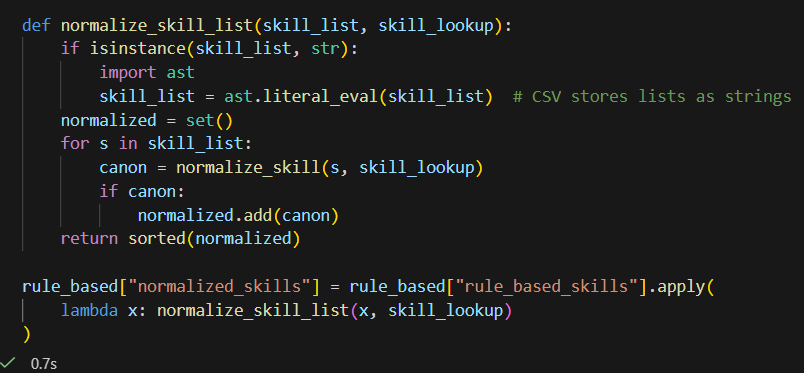 def normalize_skill_list(skill_list, skill_lookup):
    if isinstance(skill_list, str):
        import ast
        skill_list = ast.literal_eval(skill_list)  # CSV stores lists as strings
    normalized = set()
    for s in skill_list:
        canon = normalize_skill(s, skill_lookup)
        if canon:
            normalized.add(canon)
    return sorted(normalized)

rule_based["normalized_skills"] = rule_based["rule_based_skills"].apply(
    lambda x: normalize_skill_list(x, skill_lookup)
)
✓ 0.7s